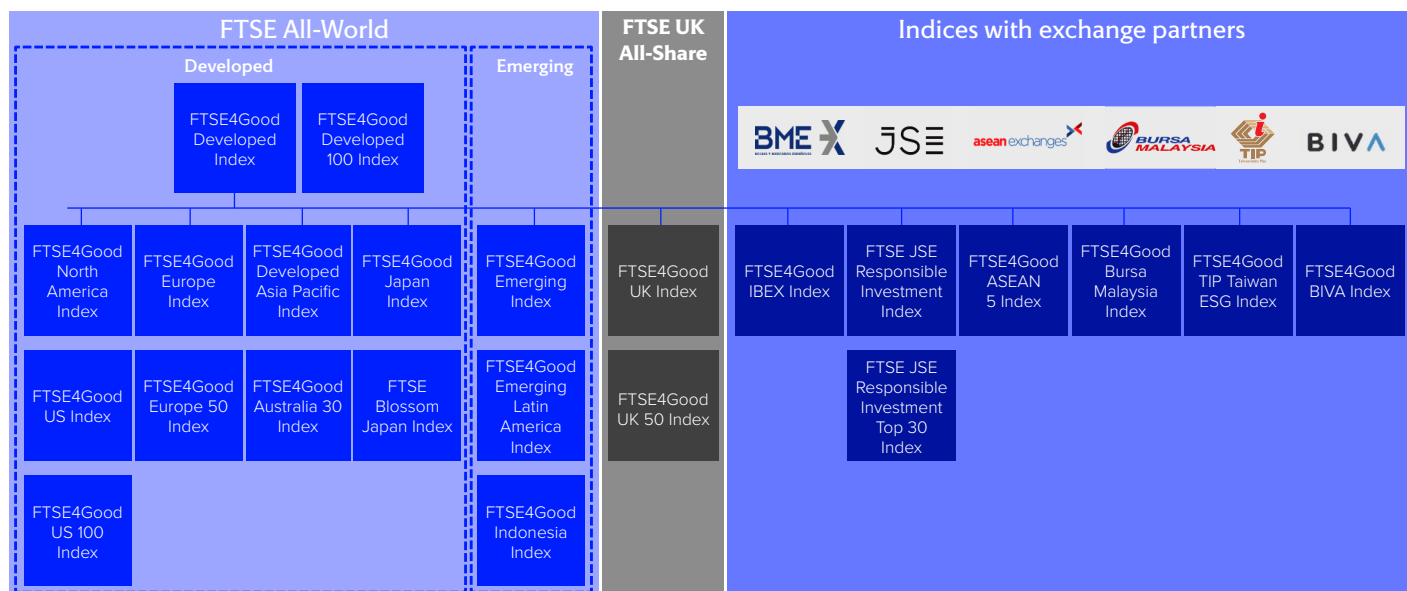 FTSE All-World
FTSE UK
All-Share
Indices with exchange partners
Developed
Emerging
FTSE4Good
Developed
Index
FTSE4Good
Developed
100 Index
BME X
JSE
asean exchanges
BURSA
MALAYSIA
TIP
BIVA
FTSE4Good
North
America
Index
FTSE4Good
Europe
Index
FTSE4Good
Developed
Asia Pacific
Index
FTSE4Good
Japan
Index
FTSE4Good
Emerging
Index
FTSE4Good
UK Index
FTSE4Good
IBEX Index
FTSE JSE
Responsible
Investment
Index
FTSE4Good
ASEAN
5 Index
FTSE4Good
Bursa
Malaysia
Index
FTSE4Good
TIP Taiwan
ESG Index
FTSE4Good
BIVA Index
FTSE4Good
US Index
FTSE4Good
Europe 50
Index
FTSE4Good
Australia 30
Index
FTSE
Blossom
Japan Index
FTSE4Good
Emerging
Latin
America
Index
FTSE4Good
UK 50 Index
FTSE JSE
Responsible
Investment
Top 30
Index
FTSE4Good
US 100
Index
FTSE4Good
Indonesia
Index